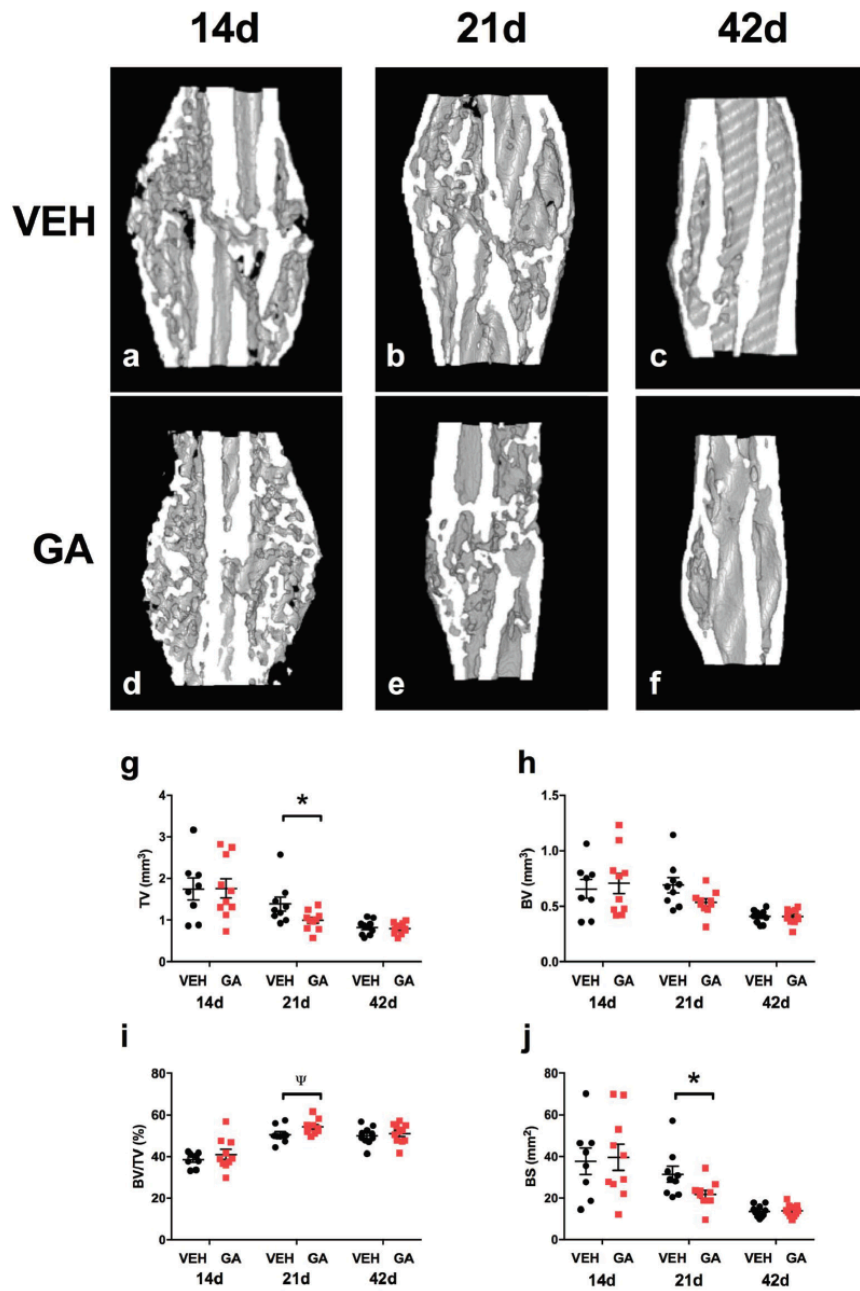 14d 21d 42d
VEH
a b c
GA
d e f
g
TV (mm³)
4
3
2
1
0
*
VEH GA VEH GA VEH GA
14d 21d 42d
h
BV (mm³)
1.5
1.0
0.5
0.0
VEH GA VEH GA VEH GA
14d 21d 42d
i
BV/TV (%)
80
60
40
20
0
Ψ
VEH GA VEH GA VEH GA
14d 21d 42d
j
BS (mm²)
80
60
40
20
0
*
VEH GA VEH GA VEH GA
14d 21d 42d